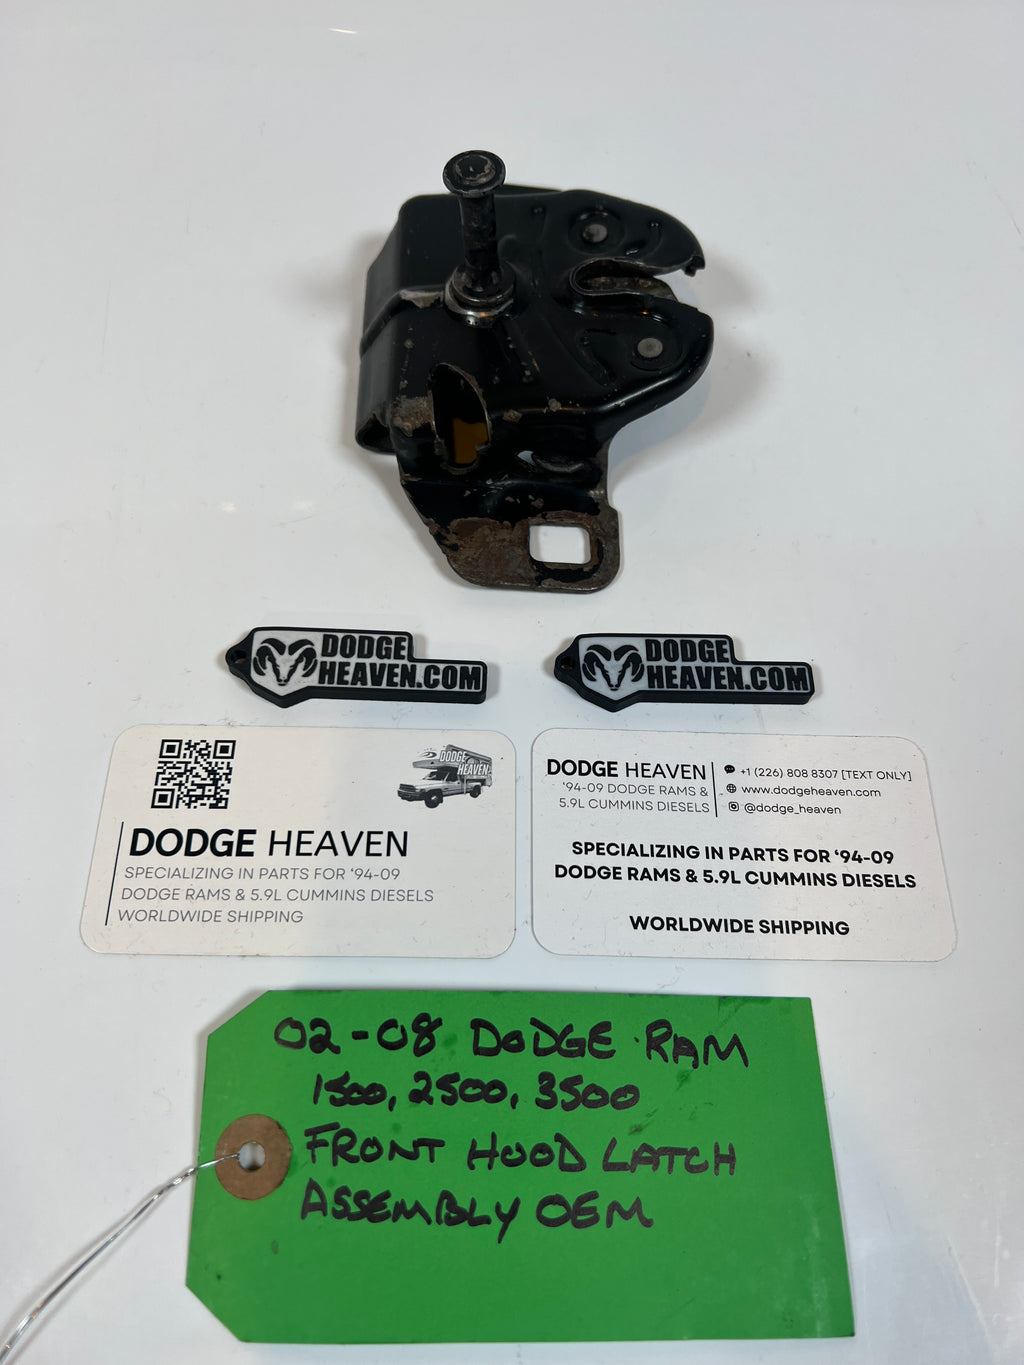 DODGE
HEAVEN.COM
DODGE
HEAVEN.COM
DODGE
HEAVEN
DODGE HEAVEN
SPECIALIZING IN PARTS FOR ‘94-09
DODGE RAMS & 5.9L CUMMINS DIESELS
WORLDWIDE SHIPPING
DODGE HEAVEN
‘94-09 DODGE RAMS &
5.9L CUMMINS DIESELS
+1 (226) 808 8307 [TEXT ONLY]
www.dodgeheaven.com
@dodge_heaven
SPECIALIZING IN PARTS FOR ‘94-09
DODGE RAMS & 5.9L CUMMINS DIESELS
WORLDWIDE SHIPPING
02-08 DODGE RAM
1500, 2500, 3500
FRONT HOOD LATCH
ASSEMBLY OEM